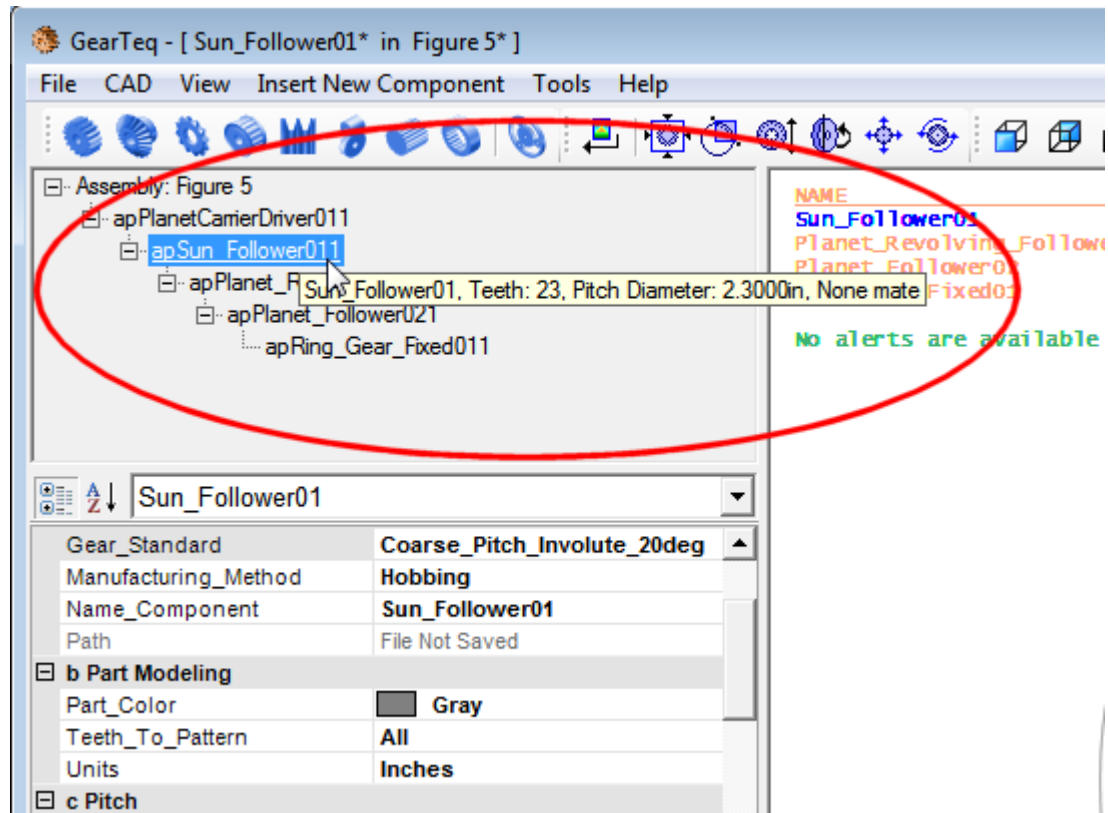 GearTeq - [ Sun_Follower01* in Figure 5* ]
File CAD View Insert New Component Tools Help
Assembly: Figure 5
apPlanetCarrierDriver011
apSun_Follower011
apPlanet_R
Sun_Follower01, Teeth: 23, Pitch Diameter: 2.3000in, None mate
apPlanet_Follower021
apRing_Gear_Fixed011
NAME
Sun_Follower01
Planet_Revolving_Followe
Planet_Follower02
Fixed01
No alerts are available
Sun_Follower01
Gear_Standard Coarse_Pitch_Involute_20deg
Manufacturing_Method Hobbing
Name_Component Sun_Follower01
Path File Not Saved
b Part Modeling
Part_Color Gray
Teeth_To_Pattern All
Units Inches
c Pitch